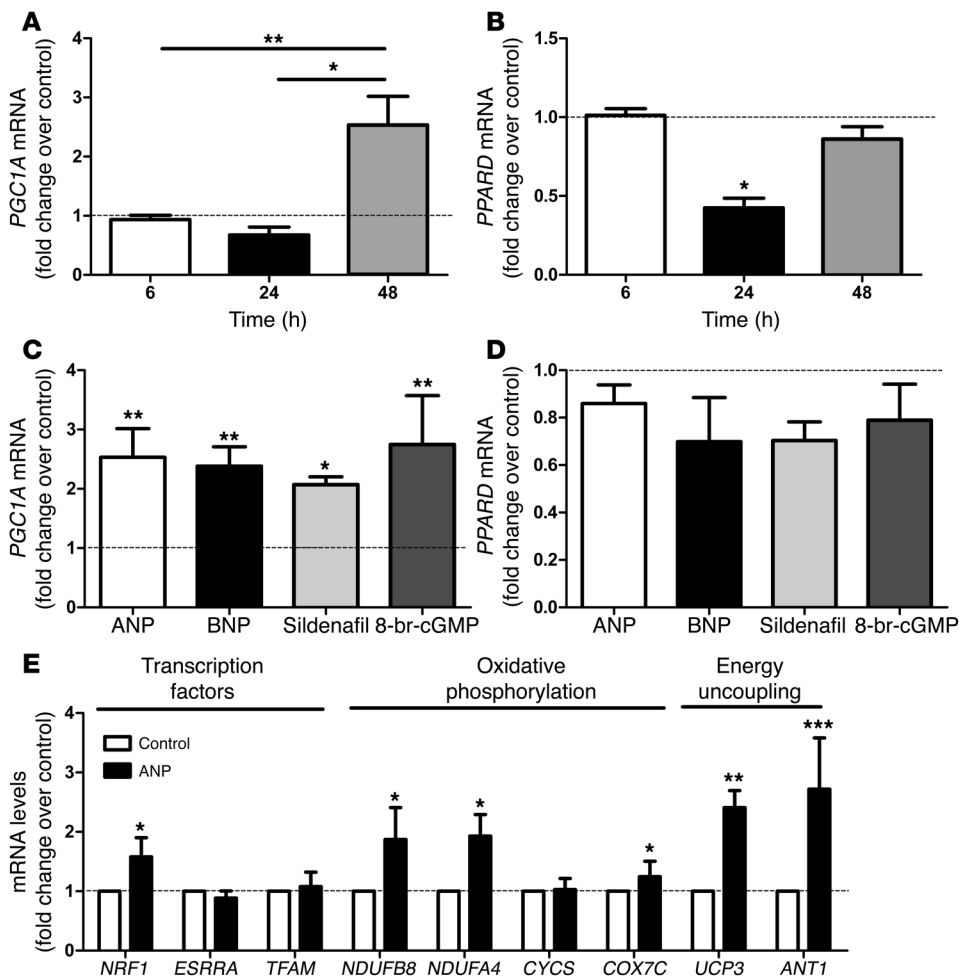 A
PGC1A mRNA
(fold change over control)
4
3
2
1
0
**
*
6
24
48
Time (h)
B
PPARD mRNA
(fold change over control)
1.5
1.0
0.5
0.0
*
6
24
48
Time (h)
C
PGC1A mRNA
(fold change over control)
4
3
2
1
0
**
**
*
**
ANP
BNP
Sildenafil
8-br-cGMP
D
PPARD mRNA
(fold change over control)
1.0
0.8
0.6
0.4
0.2
0.0
ANP
BNP
Sildenafil
8-br-cGMP
E
Transcription
factors
Oxidative
phosphorylation
Energy
uncoupling
mRNA levels
(fold change over control)
4
3
2
1
0
Control
ANP
*
*
*
*
**
***
NRF1
ESRRA
TFAM
NDUFB8
NDUFA4
CYCS
COX7C
UCP3
ANT1